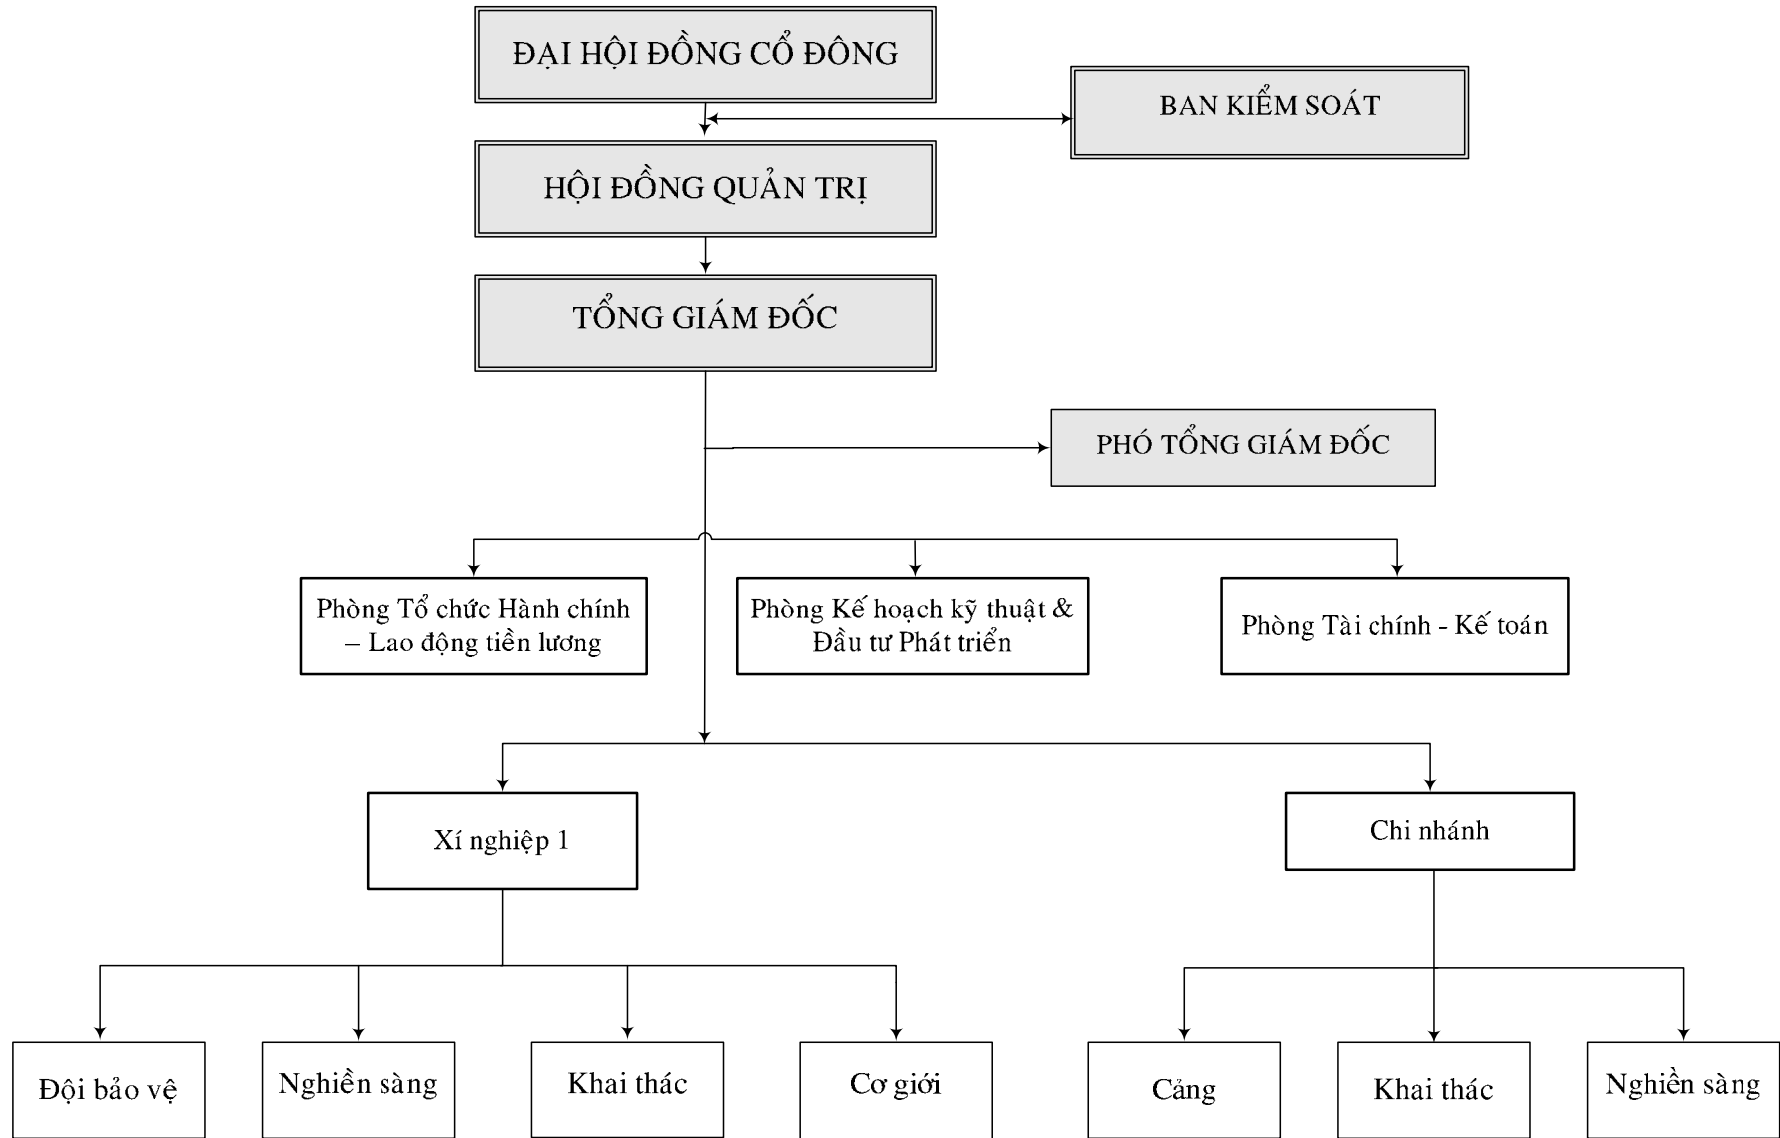 ĐẠI HỘI ĐỒNG CỔ ĐÔNG
BAN KIỂM SOÁT
HỘI ĐỒNG QUẢN TRỊ
TỔNG GIÁM ĐỐC
PHÓ TỔNG GIÁM ĐỐC
Phòng Tổ chức Hành chính
– Lao động tiền lương
Phòng Kế hoạch kỹ thuật &
Đầu tư Phát triển
Phòng Tài chính - Kế toán
Xí nghiệp 1
Chi nhánh
Đội bảo vệ
Nghiền sàng
Khai thác
Cơ giới
Cảng
Khai thác
Nghiền sàng